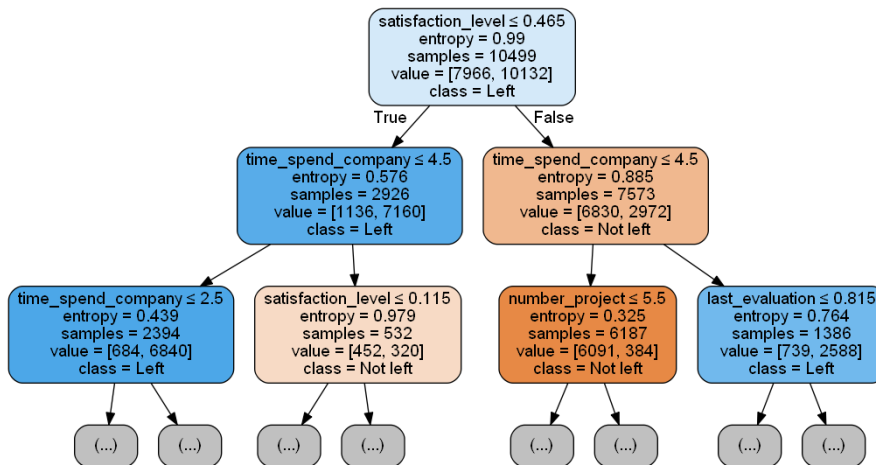 satisfaction_level ≤ 0.465
entropy = 0.99
samples = 10499
value = [7966, 10132]
class = Left
True
False
time_spend_company ≤ 4.5
entropy = 0.576
samples = 2926
value = [1136, 7160]
class = Left
time_spend_company ≤ 4.5
entropy = 0.885
samples = 7573
value = [6830, 2972]
class = Not left
time_spend_company ≤ 2.5
entropy = 0.439
samples = 2394
value = [684, 6840]
class = Left
satisfaction_level ≤ 0.115
entropy = 0.979
samples = 532
value = [452, 320]
class = Not left
number_project ≤ 5.5
entropy = 0.325
samples = 6187
value = [6091, 384]
class = Not left
last_evaluation ≤ 0.815
entropy = 0.764
samples = 1386
value = [739, 2588]
class = Left
(...)
(...)
(...)
(...)
(...)
(...)
(...)
(...)